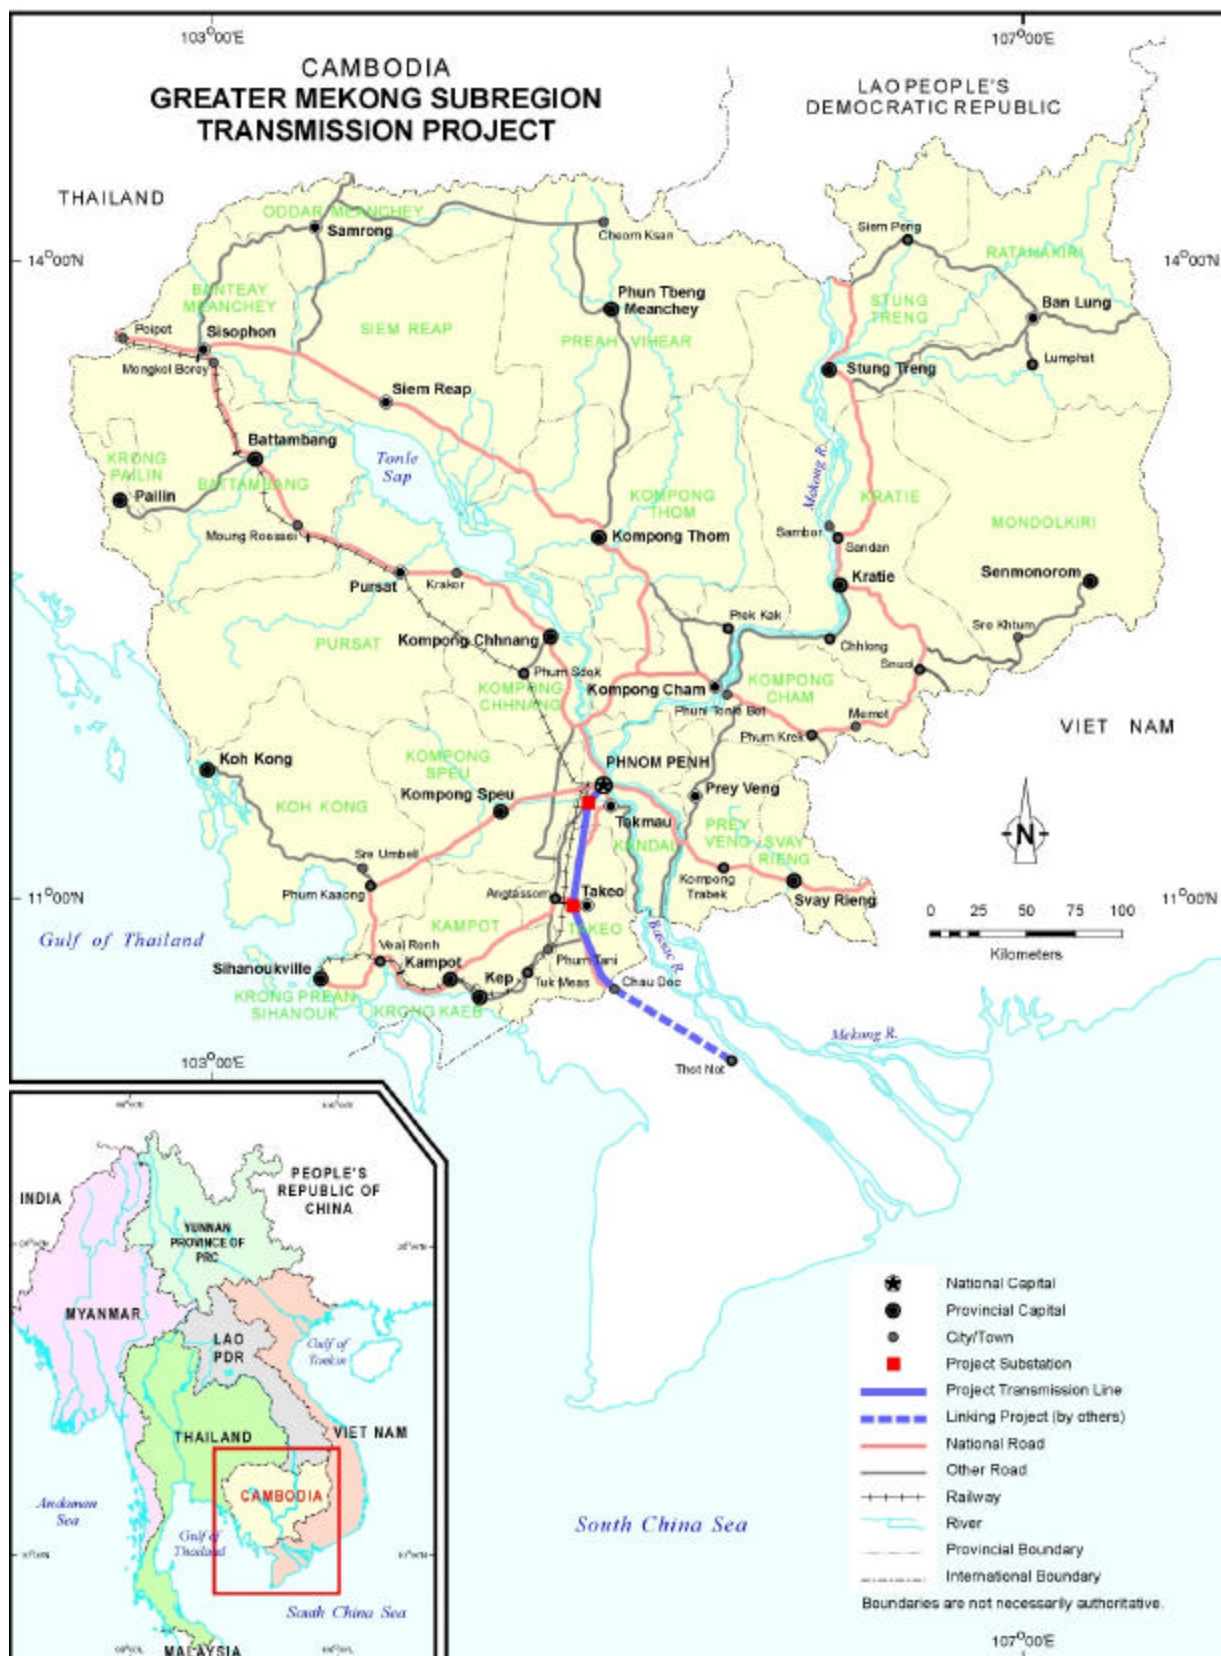 103°00'E
107°00'E
CAMBODIA
GREATER MEKONG SUBREGION
TRANSMISSION PROJECT
LAO PEOPLE'S
DEMOCRATIC REPUBLIC
THAILAND
ODDAR MEANCHEY
Samrong
Cheom Ksan
Siem Pang
RATANAKIRI
14°00'N
14°00'N
BANTEAY
MEANCHEY
Phun Tbeng
Meanchey
STUNG
TRENG
Ban Lung
Poipet
Sisophon
SIEM REAP
PREAH VIHEAR
Mongkol Borey
Lumphat
Stung Treng
Siem Reap
Battambang
Tonle
Sap
Mekong R.
KRONG
PAILIN
BATTAMBANG
Pailin
KOMPONG
THOM
KRATIE
MONDOLKIRI
Moung Roessei
Kompong Thom
Sambor
Sandan
Pursat
Krakor
Kratie
Senmonorom
PURSAT
Kompong Chhnang
Prek Kak
Chhlong
Sre Khtum
Snuol
Phum Sdok
KOMPONG
CHHNANG
Kompong Cham
KOMPONG
CHAM
Phum Tonle Bet
Memot
Phum Krek
VIET NAM
Koh Kong
KOMPONG
SPEU
PHNOM PENH
KOH KONG
Kompong Speu
Prey Veng
Takmau
KANDAL
PREY
VENG
SVAY
RIENG
N
Sre Umbell
Phum Kaaong
Angtassom
Takeo
Kompong
Trabek
Svay Rieng
11°00'N
11°00'N
0 25 50 75 100
Kilometers
Gulf of Thailand
KAMPOT
TAKEO
Bassac R.
Veal Renh
Sihanoukville
Kampot
Kep
Phum Tani
Tuk Meas
Chau Doc
KRONG PREAH
SIHANOUK
KRONG KAEB
Mekong R.
103°00'E
Thot Not
PEOPLE'S
REPUBLIC OF
CHINA
INDIA
YUNNAN
PROVINCE OF
PRC
MYANMAR
LAO
PDR
Gulf of
Tonkin
THAILAND
VIET NAM
CAMBODIA
Andaman
Sea
Gulf of
Thailand
South China Sea
MALAYSIA
South China Sea
National Capital
Provincial Capital
City/Town
Project Substation
Project Transmission Line
Linking Project (by others)
National Road
Other Road
Railway
River
Provincial Boundary
International Boundary
Boundaries are not necessarily authoritative.
107°00'E